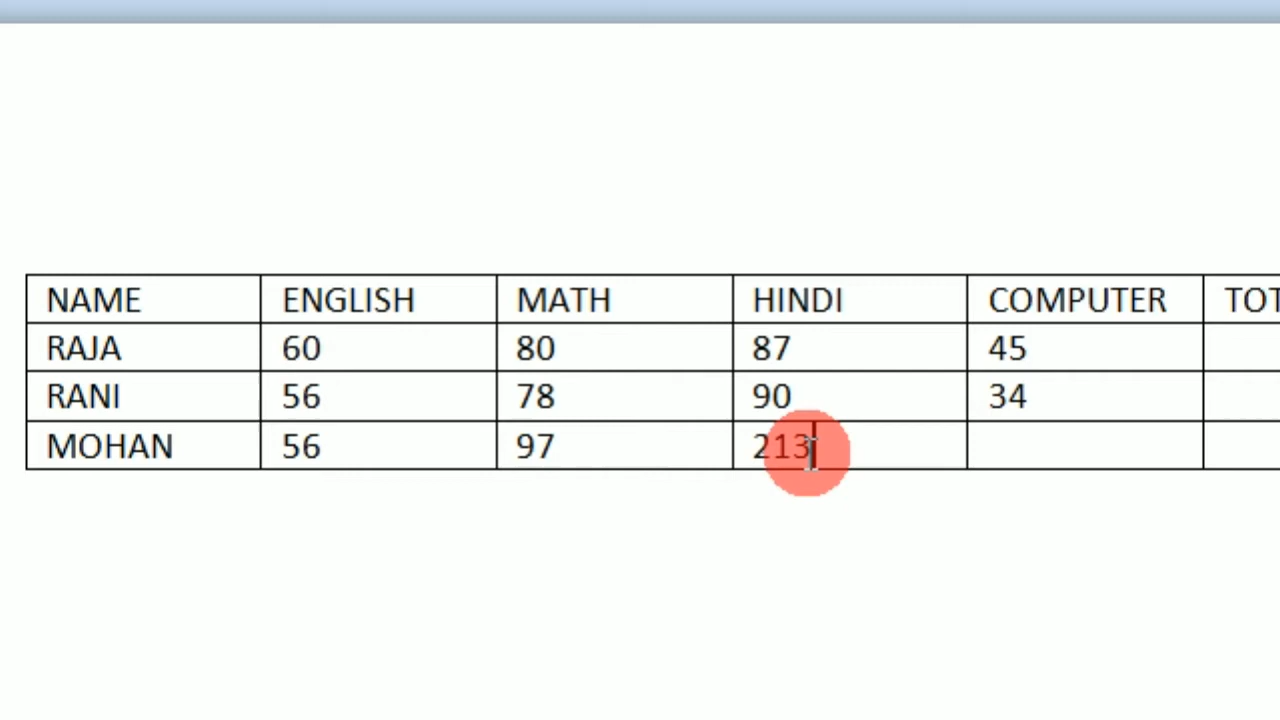 NAME ENGLISH MATH HINDI COMPUTER TOT
RAJA 60 80 87 45
RANI 56 78 90 34
MOHAN 56 97 213